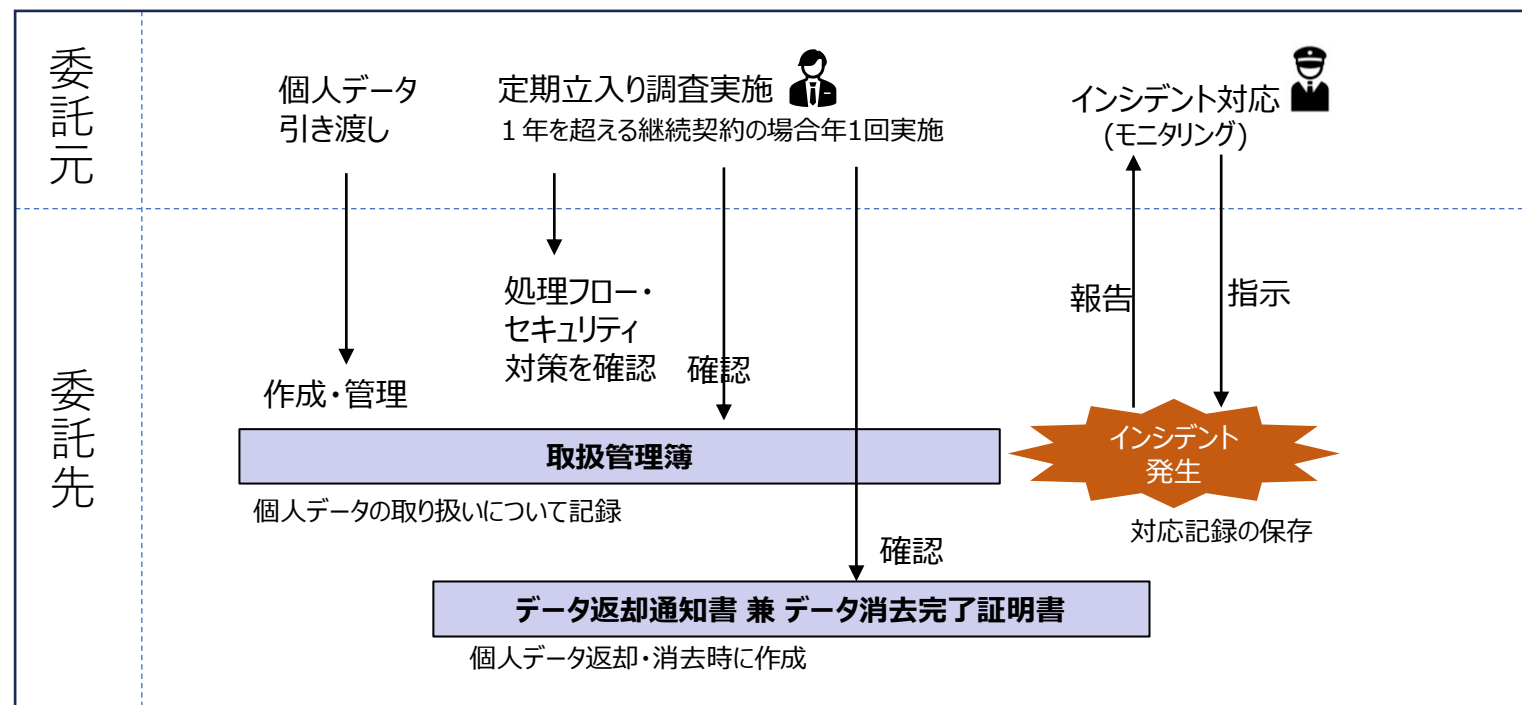 委託元
個人データ
引き渡し
定期立入り調査実施
１年を超える継続契約の場合年1回実施
インシデント対応
(モニタリング)
委託先
処理フロー・
セキュリティ
対策を確認
確認
報告
指示
作成・管理
取扱管理簿
個人データの取り扱いについて記録
インシデント
発生
対応記録の保存
確認
データ返却通知書 兼 データ消去完了証明書
個人データ返却・消去時に作成